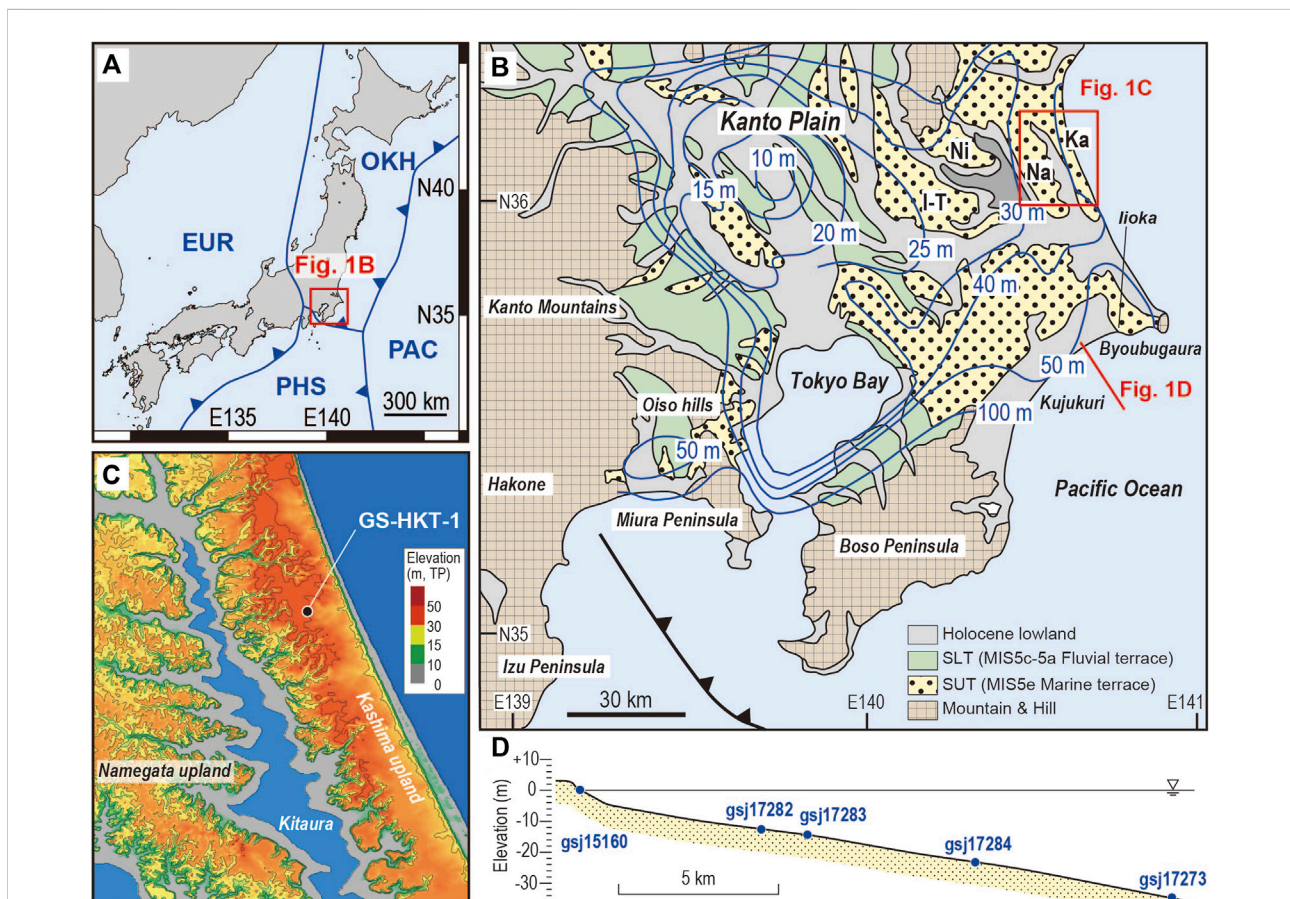 A
OKH
N40
EUR
Fig. 1B
N35
PAC
PHS
E135
E140
300 km
B
Fig. 1C
Kanto Plain
Ka
10 m
Ni
Na
15 m
N36
I-T
30 m
Iioka
20 m
25 m
40 m
Kanto Mountains
Byoubugaura
50 m
Tokyo Bay
Fig. 1D
Oiso hills
Kujukuri
100 m
50 m
Hakone
Pacific Ocean
Miura Peninsula
Boso Peninsula
N35
Holocene lowland
SLT (MIS5c-5a Fluvial terrace)
Izu Peninsula
SUT (MIS5e Marine terrace)
E139
30 km
E140
Mountain & Hill
E141
C
GS-HKT-1
Elevation
(m, TP)
50
30
15
10
0
Kashima upland
Namegata upland
Kitaura
D
+10
0
-10
-20
-30
Elevation (m)
gsj17282
gsj17283
gsj15160
gsj17284
gsj17273
5 km